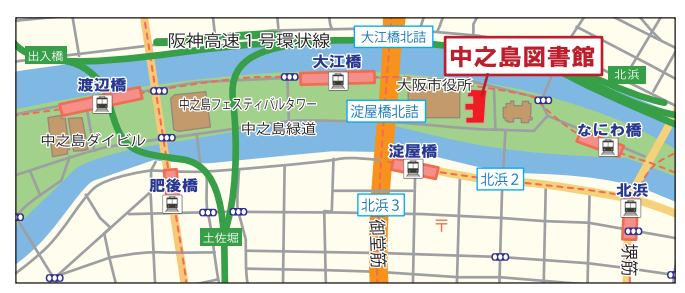 阪神高速１号環状線
大江橋北詰
中之島図書館
出入橋
大江橋
北浜
渡辺橋
大阪市役所
中之島フェスティバルタワー
淀屋橋北詰
中之島緑道
なにわ橋
中之島ダイビル
淀屋橋
肥後橋
北浜２
北浜
北浜３
〒
土佐堀
御堂筋
堺筋